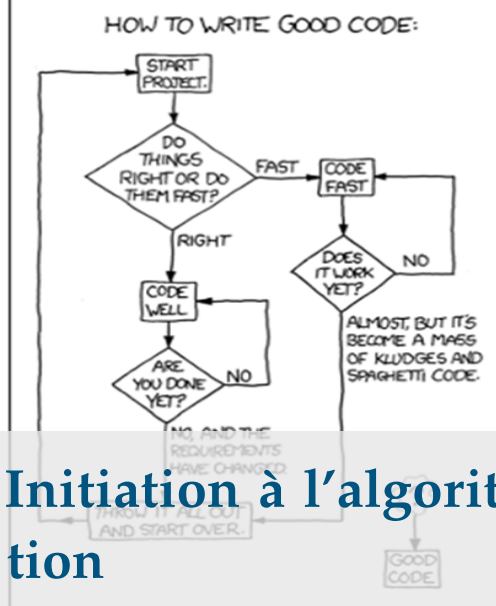 HOW TO WRITE GOOD CODE:
START
PROJECT.
DO
THINGS
RIGHT OR DO
THEM FAST?
FAST
CODE
FAST
RIGHT
DOES
IT WORK
YET?
NO
CODE
WELL
ALMOST, BUT IT'S
BECOME A MASS
OF KLUDGES AND
SPAGHETTI CODE.
ARE
YOU DONE
YET?
NO
NO, AND THE
REQUIREMENTS
HAVE CHANGED.
THROW IT ALL OUT
AND START OVER.
GOOD
CODE
Initiation à l'algorit
tion